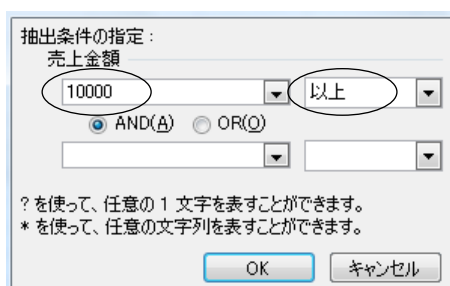 抽出条件の指定:
売上金額
10000 以上
AND(A) OR(O)
? を使って、任意の 1 文字を表すことができます。
* を使って、任意の文字列を表すことができます。
OK キャンセル